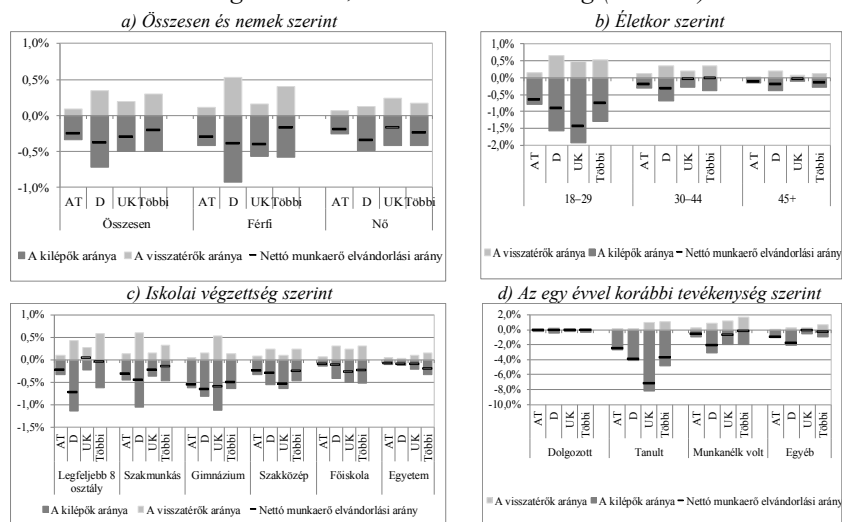 a) Összesen és nemek szerint
1,0%
0,5%
0,0%
-0,5%
-1,0%
AT D UK Többi AT D UK Többi AT D UK Többi
Összesen Férfi Nő
A kilépők aránya A visszatérők aránya Nettó munkaerő elvándorlási arány
b) Életkor szerint
1,0%
0,5%
0,0%
-0,5%
-1,0%
-1,5%
-2,0%
AT D UK Többi AT D UK Többi AT D UK Többi
18–29 30–44 45+
A visszatérők aránya A kilépők aránya Nettó munkaerő elvándorlási arány
c) Iskolai végzettség szerint
1,0%
0,5%
0,0%
-0,5%
-1,0%
-1,5%
AT D UK Többi AT D UK Többi AT D UK Többi AT D UK Többi AT D UK Többi AT D UK Többi
Legfeljebb 8 osztály Szakmunkás Gimnázium Szakközép Főiskola Egyetem
A kilépők aránya A visszatérők aránya Nettó munkaerő elvándorlási arány
d) Az egy évvel korábbi tevékenység szerint
2,0%
0,0%
-2,0%
-4,0%
-6,0%
-8,0%
-10,0%
AT D UK Többi AT D UK Többi AT D UK Többi AT D UK Többi
Dolgozott Tanult Munkanélk volt Egyéb
A visszatérők aránya A kilépők aránya Nettó munkaerő elvándorlási arány